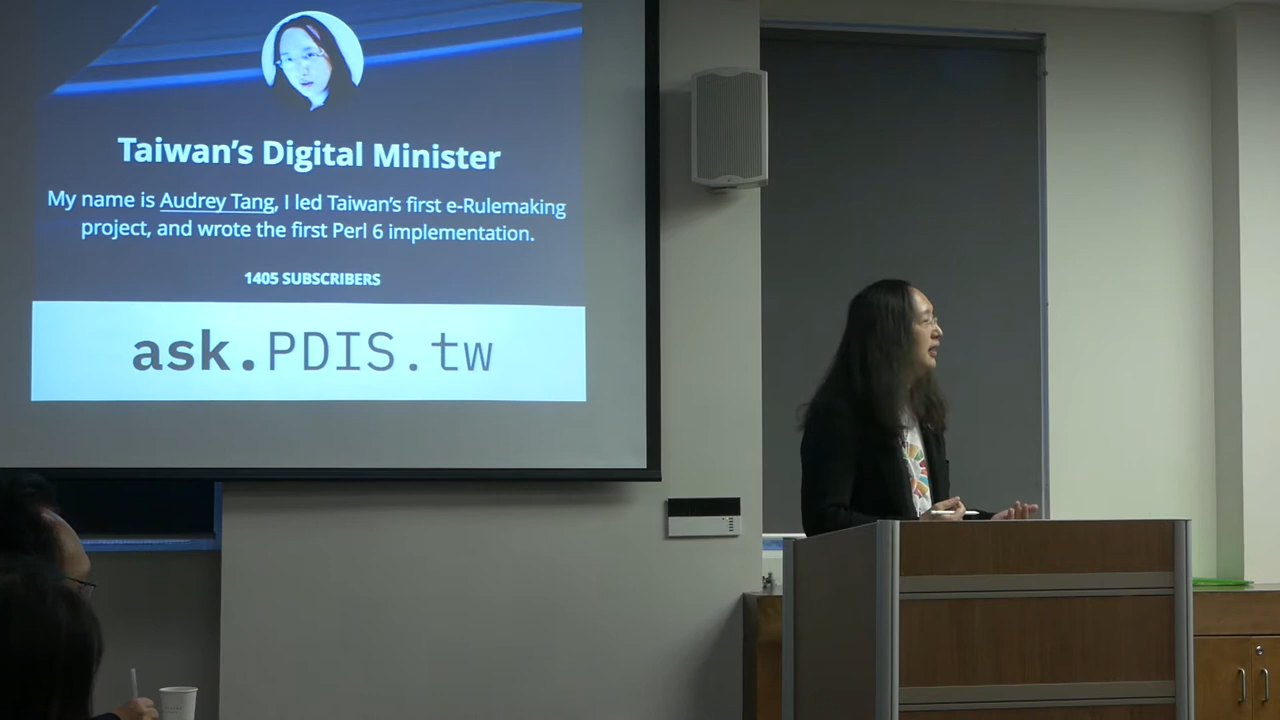 Taiwan's Digital Minister
My name is Audrey Tang, I led Taiwan's first e-Rulemaking
project, and wrote the first Perl 6 implementation.
1405 SUBSCRIBERS
ask.PDIS.tw